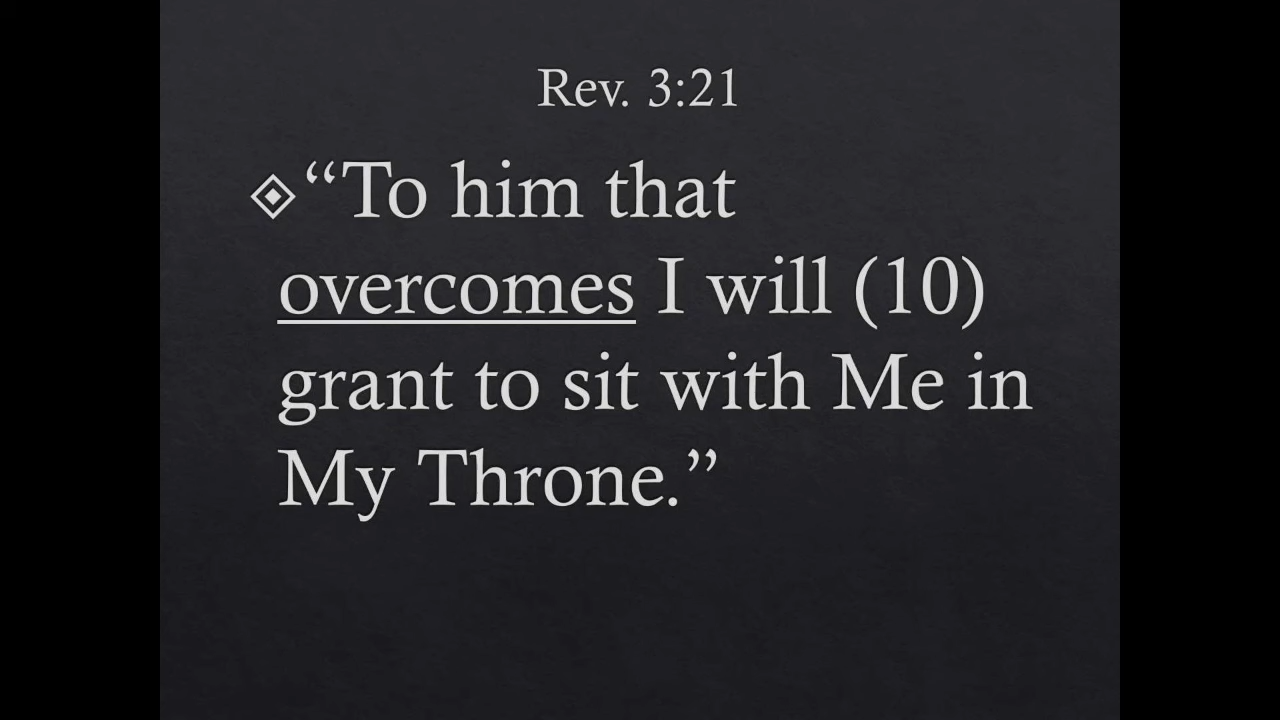 Rev. 3:21
“To him that
overcomes I will (10)
grant to sit with Me in
My Throne.”